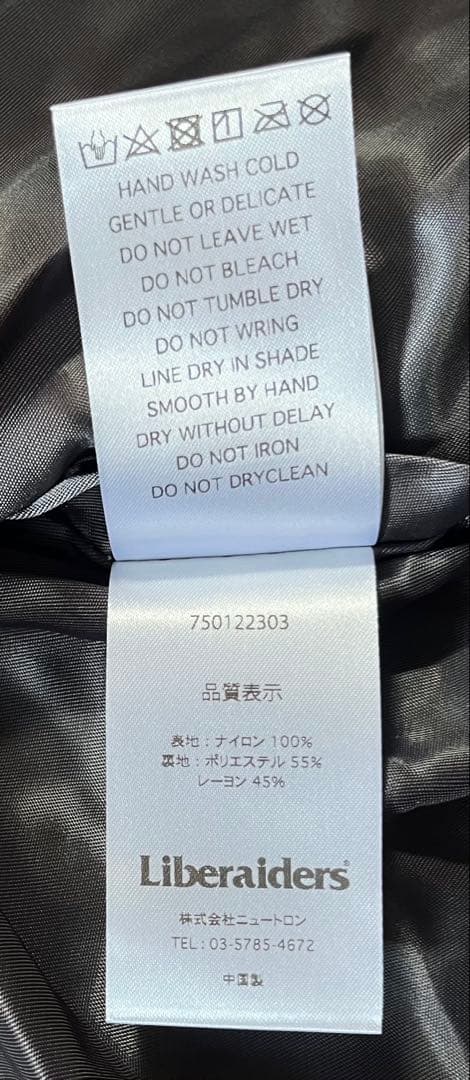 HAND WASH COLD
GENTLE OR DELICATE
DO NOT LEAVE WET
DO NOT BLEACH
DO NOT TUMBLE DRY
DO NOT WRING
LINE DRY IN SHADE
SMOOTH BY HAND
DRY WITHOUT DELAY
DO NOT IRON
DO NOT DRYCLEAN
750122303
品質表示
表地：ナイロン 100%
裏地：ポリエステル 55%
レーヨン 45%
Liberaiders®
株式会社ニュートロン
TEL：03-5785-4672
中国製